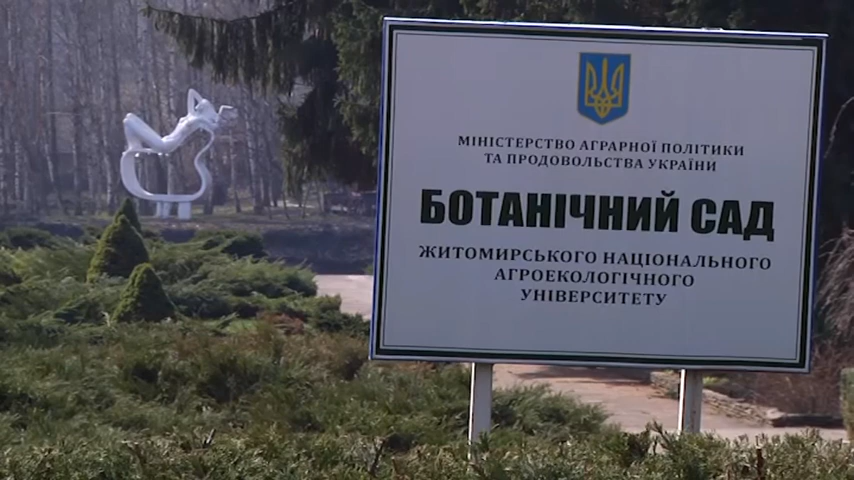 МІНІСТЕРСТВО АГРАРНОЇ ПОЛІТИКИ
ТА ПРОДОВОЛЬСТВА УКРАЇНИ
БОТАНІЧНИЙ САД
ЖИТОМИРСЬКОГО НАЦІОНАЛЬНОГО
АГРОЕКОЛОГІЧНОГО
УНІВЕРСИТЕТУ